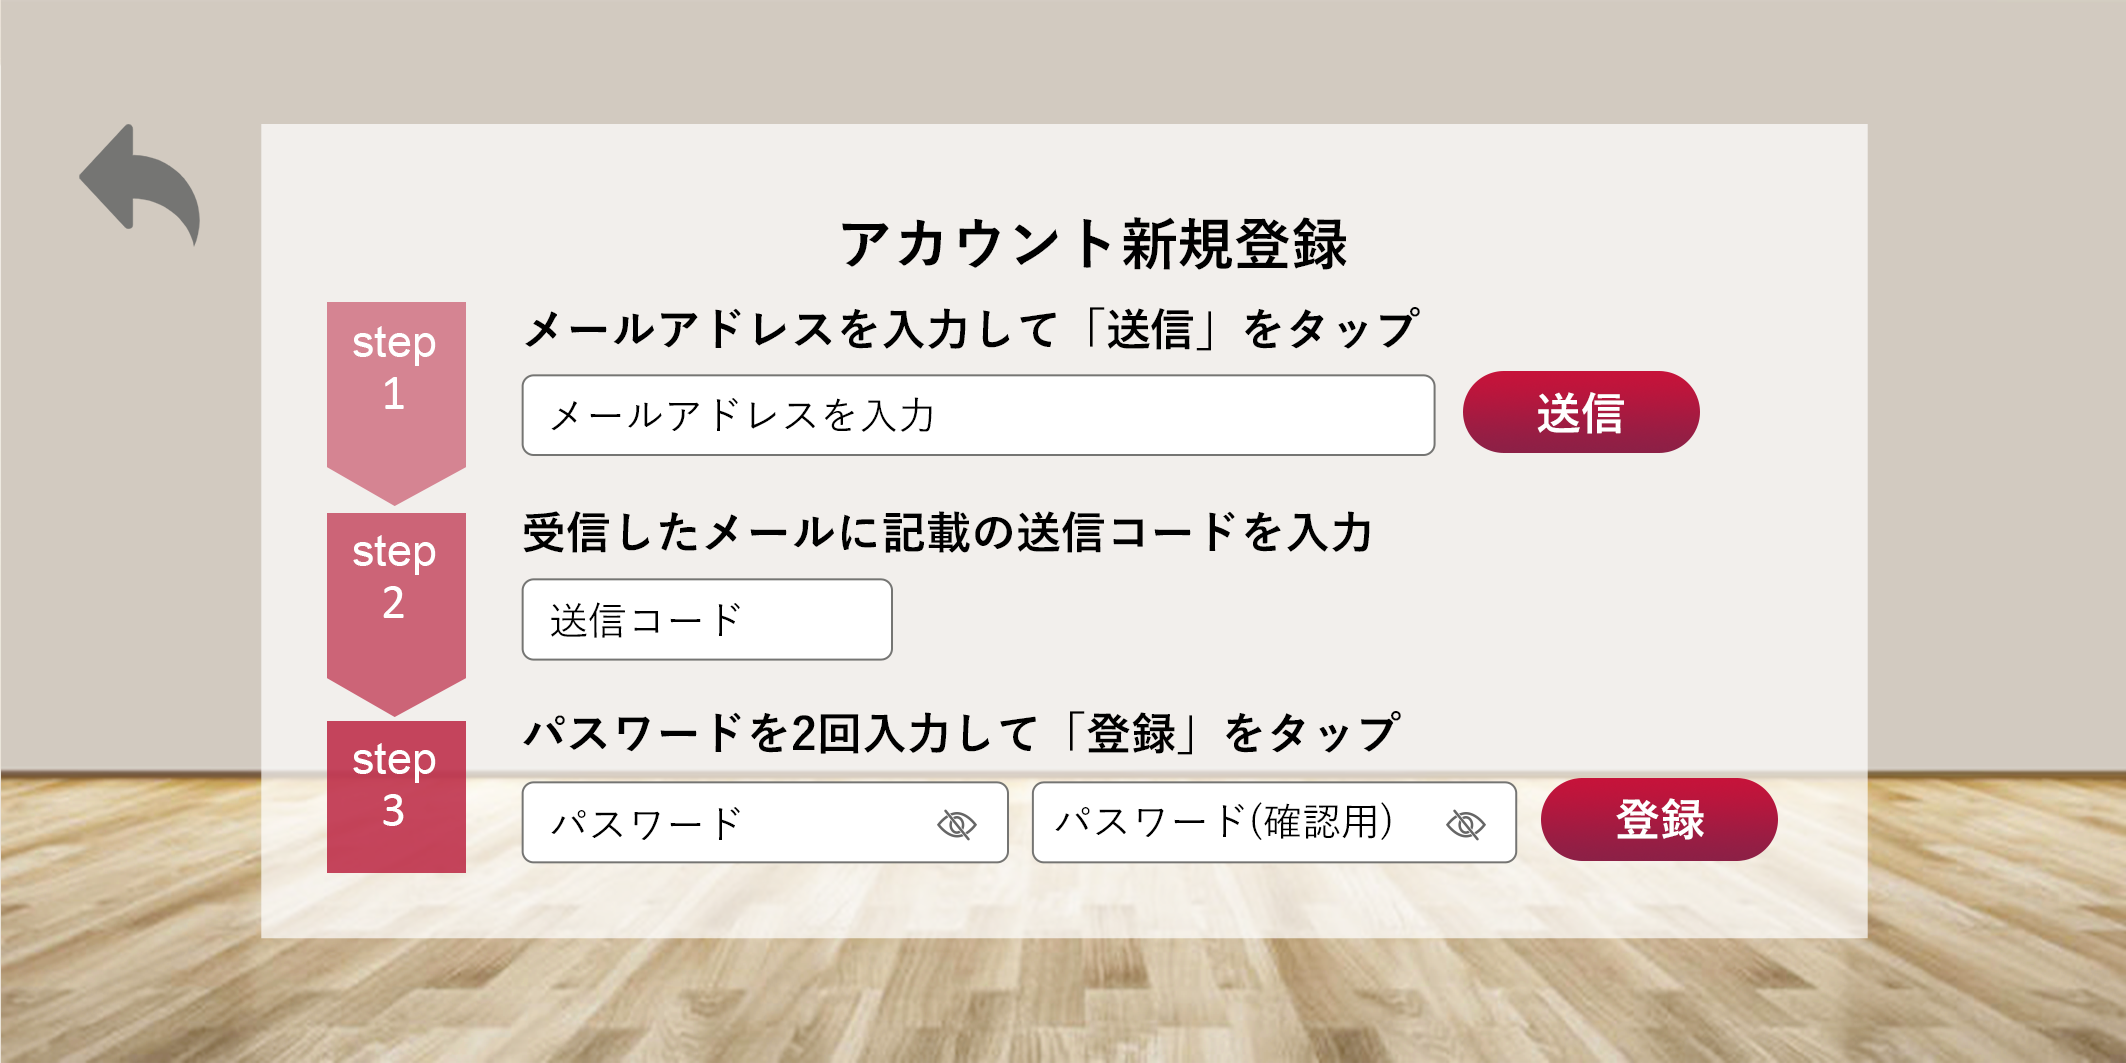 アカウント新規登録
step
1
メールアドレスを入力して「送信」をタップ
メールアドレスを入力
送信
step
2
受信したメールに記載の送信コードを入力
送信コード
step
3
パスワードを2回入力して「登録」をタップ
パスワード
パスワード(確認用)
登録